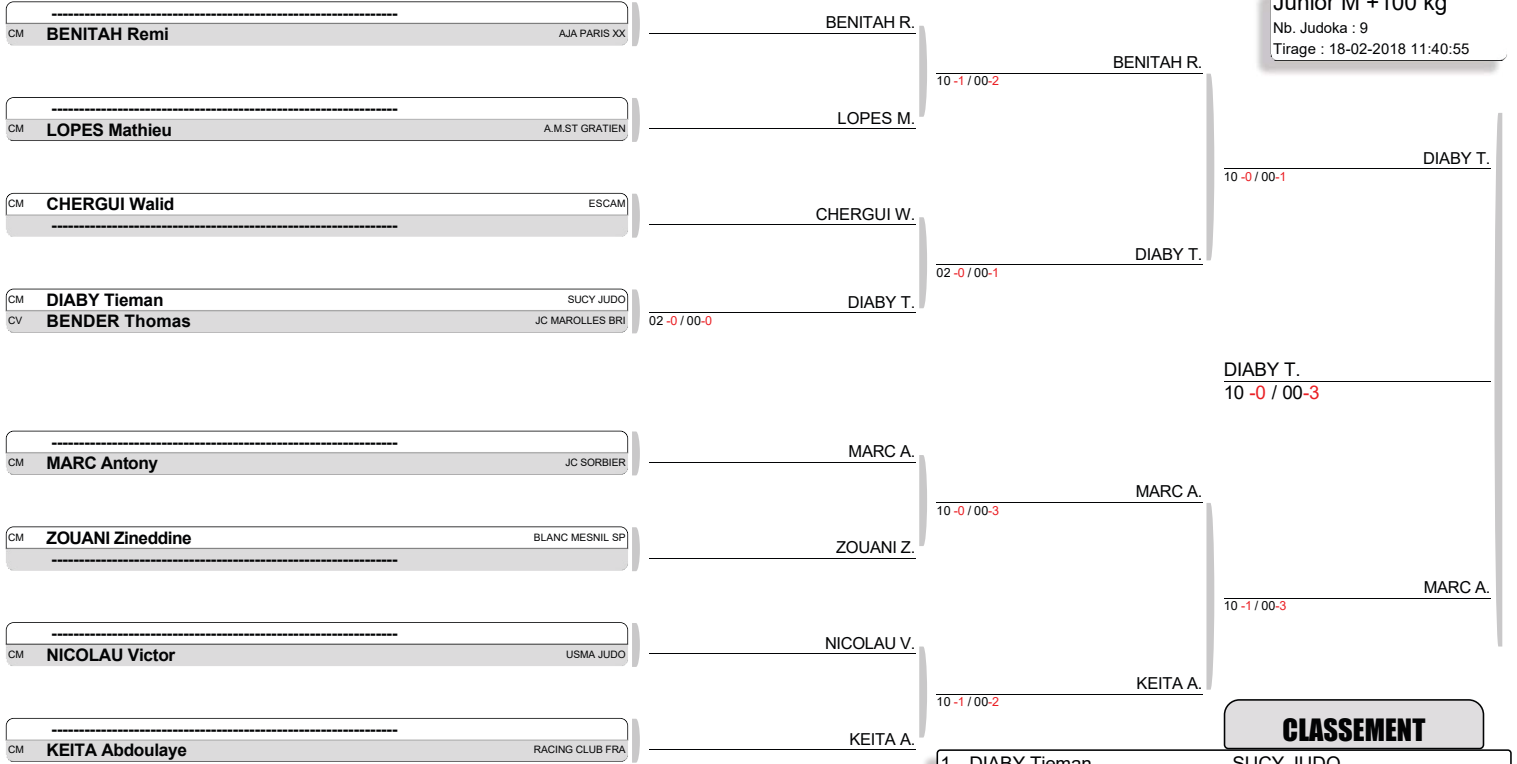 Junior M +100 kg
Nb. Judoka : 9
Tirage : 18-02-2018 11:40:55
----------------------------------------------------------------
CM BENITAH Remi AJA PARIS XX
----------------------------------------------------------------
CM LOPES Mathieu A.M.ST GRATIEN
CM CHERGUI Walid ESCAM
----------------------------------------------------------------
CM DIABY Tieman SUCY JUDO
CV BENDER Thomas JC MAROLLES BRI
----------------------------------------------------------------
CM MARC Antony JC SORBIER
CM ZOUANI Zineddine BLANC MESNIL SP
----------------------------------------------------------------
----------------------------------------------------------------
CM NICOLAU Victor USMA JUDO
----------------------------------------------------------------
CM KEITA Abdoulaye RACING CLUB FRA
BENITAH R.
LOPES M.
CHERGUI W.
DIABY T.
02 -0 / 00-0
MARC A.
ZOUANI Z.
NICOLAU V.
KEITA A.
BENITAH R.
10 -1 / 00-2
DIABY T.
02 -0 / 00-1
MARC A.
10 -0 / 00-3
KEITA A.
10 -1 / 00-2
DIABY T.
10 -0 / 00-1
DIABY T.
10 -0 / 00-3
MARC A.
10 -1 / 00-3
CLASSEMENT
1 DIABY Tieman SUCY JUDO